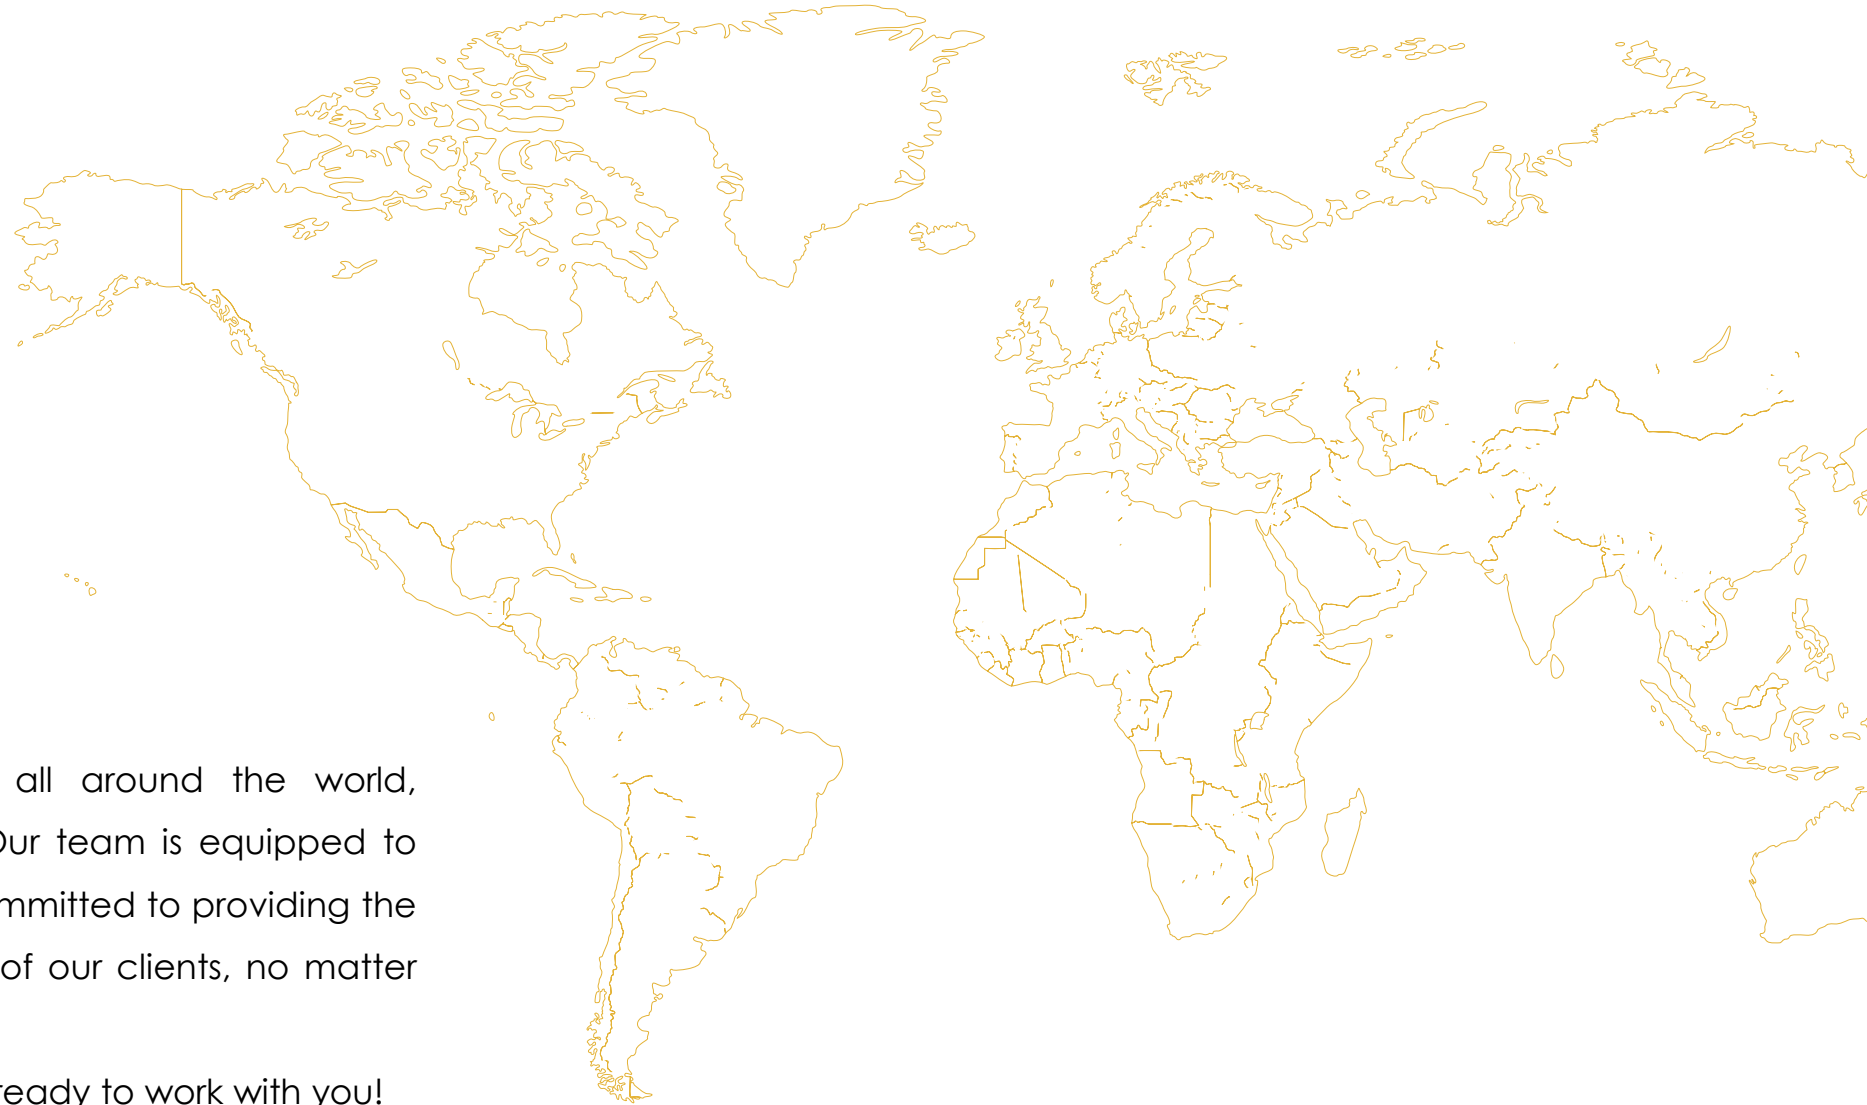 all around the world,
Our team is equipped to
mmitted to providing the
of our clients, no matter
ready to work with you!